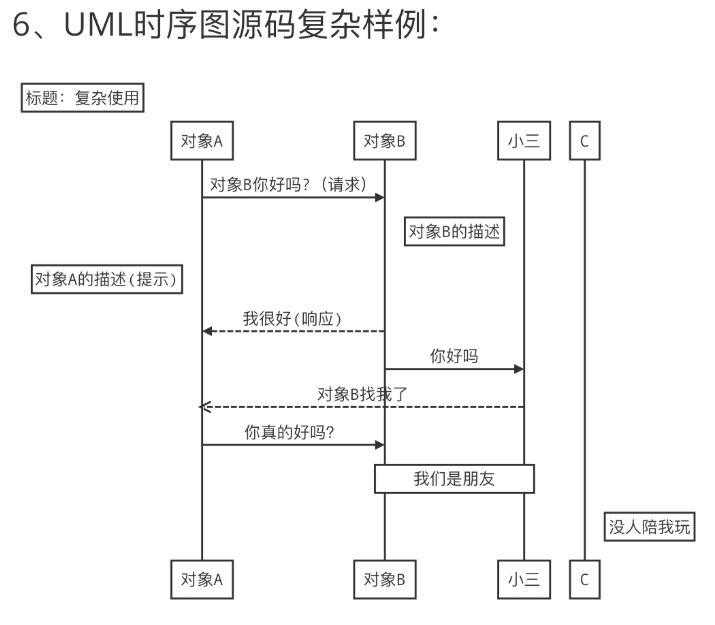 6、UML时序图源码复杂样例：
标题：复杂使用
对象A 对象B 小三 C
对象B你好吗?（请求）
对象B的描述
对象A的描述(提示)
我很好(响应)
你好吗
对象B找我了
你真的好吗?
我们是朋友
没人陪我玩
对象A 对象B 小三 C